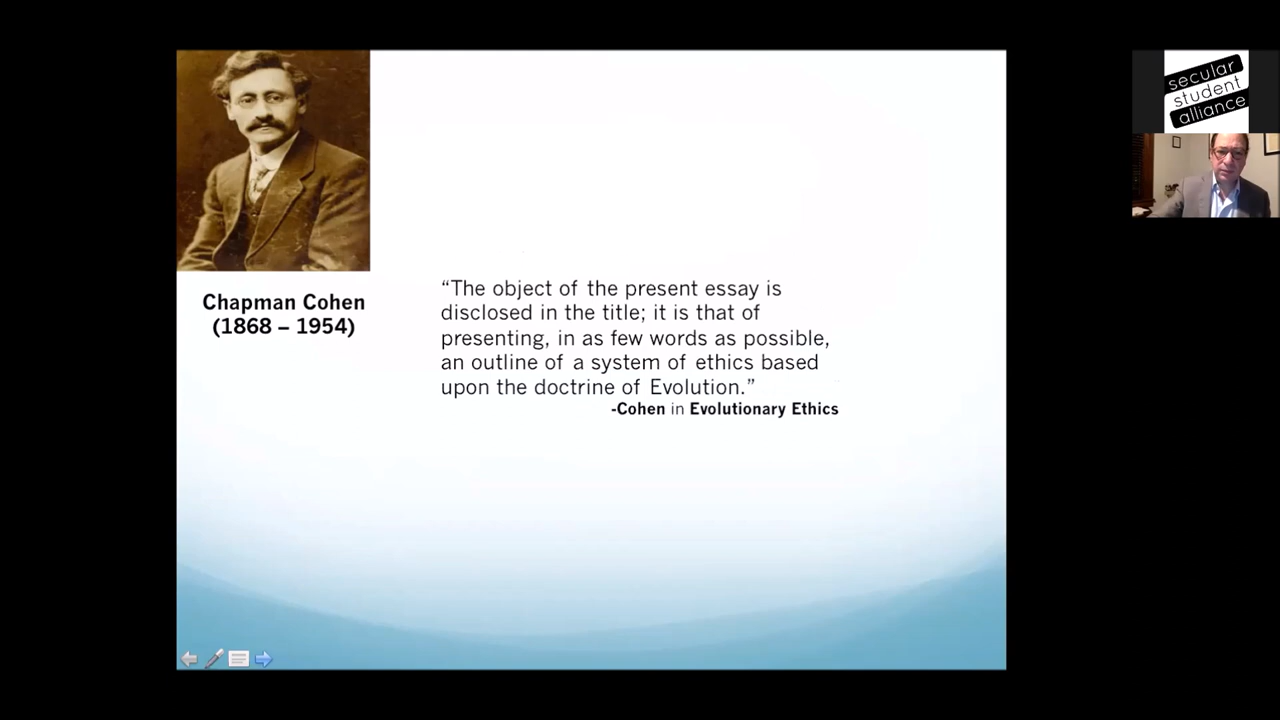 secular
student
alliance
Chapman Cohen
(1868 – 1954)
“The object of the present essay is
disclosed in the title; it is that of
presenting, in as few words as possible,
an outline of a system of ethics based
upon the doctrine of Evolution.”
-Cohen in Evolutionary Ethics